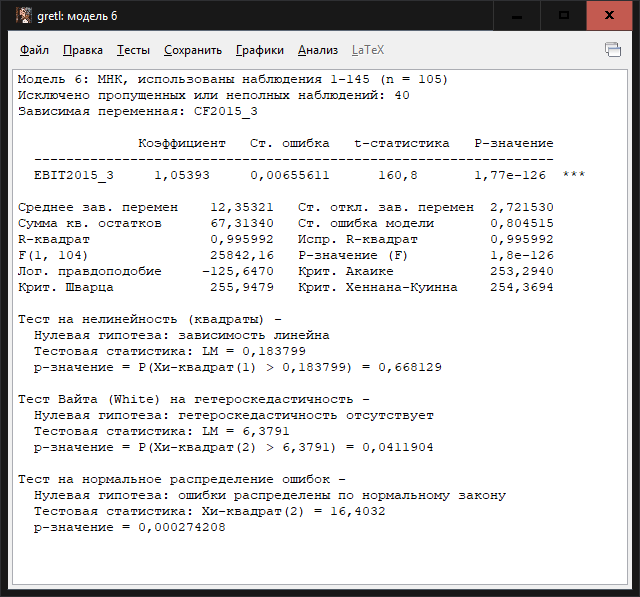 gretl: модель 6
Файл Правка Тесты Сохранить Графики Анализ LaTeX
Модель 6: МНК, использованы наблюдения 1-145 (n = 105)
Исключено пропущенных или неполных наблюдений: 40
Зависимая переменная: CF2015_3
Коэффициент Ст. ошибка t-статистика P-значение
---------------------------------------------------------------
EBIT2015_3 1,05393 0,00655611 160,8 1,77e-126 ***
Среднее зав. перемен 12,35321 Ст. откл. зав. перемен 2,721530
Сумма кв. остатков 67,31340 Ст. ошибка модели 0,804515
R-квадрат 0,995992 Испр. R-квадрат 0,995992
F(1, 104) 25842,16 P-значение (F) 1,8e-126
Лог. правдоподобие -125,6470 Крит. Акаике 253,2940
Крит. Шварца 255,9479 Крит. Хеннана-Куинна 254,3694
Тест на нелинейность (квадраты) -
Нулевая гипотеза: зависимость линейна
Тестовая статистика: LM = 0,183799
p-значение = P(Хи-квадрат(1) > 0,183799) = 0,668129
Тест Вайта (White) на гетероскедастичность -
Нулевая гипотеза: гетероскедастичность отсутствует
Тестовая статистика: LM = 6,3791
p-значение = P(Хи-квадрат(2) > 6,3791) = 0,0411904
Тест на нормальное распределение ошибок -
Нулевая гипотеза: ошибки распределены по нормальному закону
Тестовая статистика: Хи-квадрат(2) = 16,4032
p-значение = 0,000274208